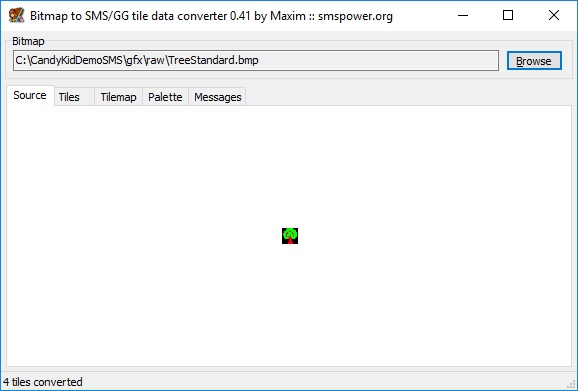 Bitmap to SMS/GG tile data converter 0.41 by Maxim :: smspower.org
Bitmap
C:\CandyKidDemoSMS\gfx\raw\TreeStandard.bmp
Browse
Source Tiles Tilemap Palette Messages
4 tiles converted